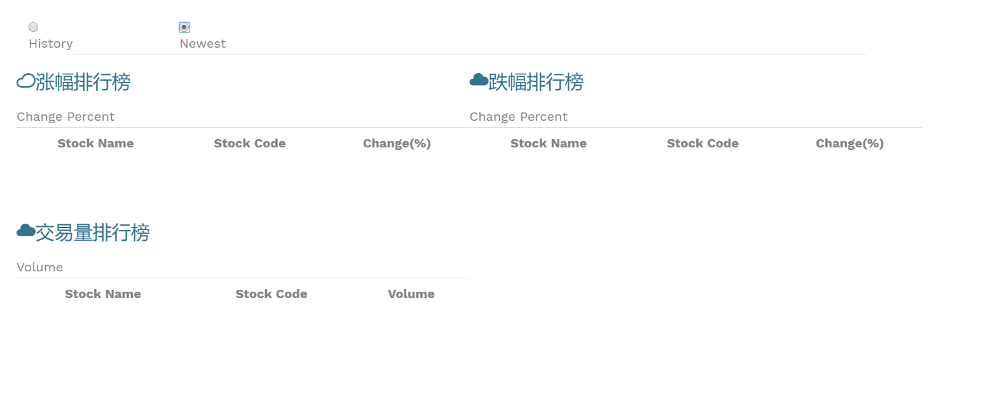 History
Newest
涨幅排行榜
Change Percent
Stock Name Stock Code Change(%)
跌幅排行榜
Change Percent
Stock Name Stock Code Change(%)
交易量排行榜
Volume
Stock Name Stock Code Volume